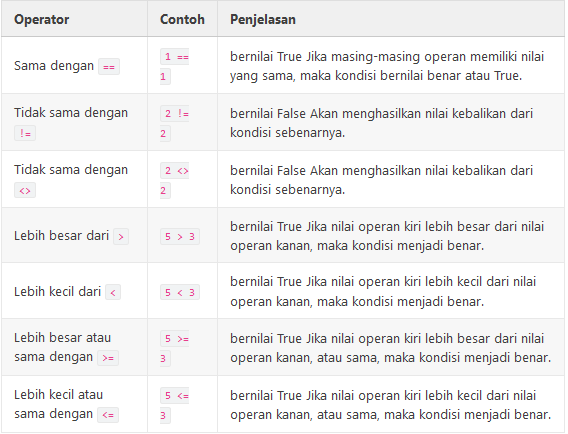 Operator Contoh Penjelasan
Sama dengan == 1 == 1 bernilai True Jika masing-masing operan memiliki nilai
yang sama, maka kondisi bernilai benar atau True.
Tidak sama dengan != 2 != 2 bernilai False Akan menghasilkan nilai kebalikan dari
kondisi sebenarnya.
Tidak sama dengan <> 2 <> 2 bernilai False Akan menghasilkan nilai kebalikan dari
kondisi sebenarnya.
Lebih besar dari > 5 > 3 bernilai True Jika nilai operan kiri lebih besar dari nilai
operan kanan, maka kondisi menjadi benar.
Lebih kecil dari < 5 < 3 bernilai True Jika nilai operan kiri lebih kecil dari nilai
operan kanan, maka kondisi menjadi benar.
Lebih besar atau sama dengan >= 5 >= 3 bernilai True Jika nilai operan kiri lebih besar dari nilai
operan kanan, atau sama, maka kondisi menjadi benar.
Lebih kecil atau sama dengan <= 5 <= 3 bernilai True Jika nilai operan kiri lebih kecil dari nilai
operan kanan, atau sama, maka kondisi menjadi benar.